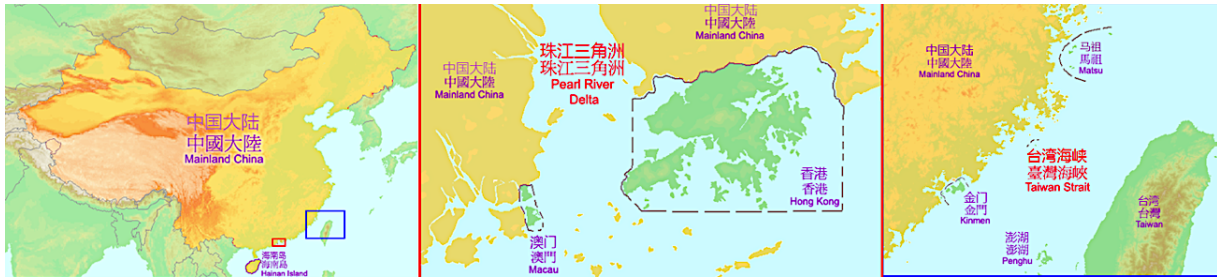 中国大陆
中國大陸
Mainland China
海南岛
海南島
Hainan Island
中国大陆
中國大陸
Mainland China
珠江三角洲
珠江三角洲
Pearl River
Delta
中国大陆
中國大陸
Mainland China
香港
香港
Hong Kong
澳门
澳門
Macau
中国大陆
中國大陸
Mainland China
马祖
馬祖
Matsu
台湾海峡
臺灣海峽
Taiwan Strait
金门
金門
Kinmen
台湾
台灣
Taiwan
澎湖
澎湖
Penghu